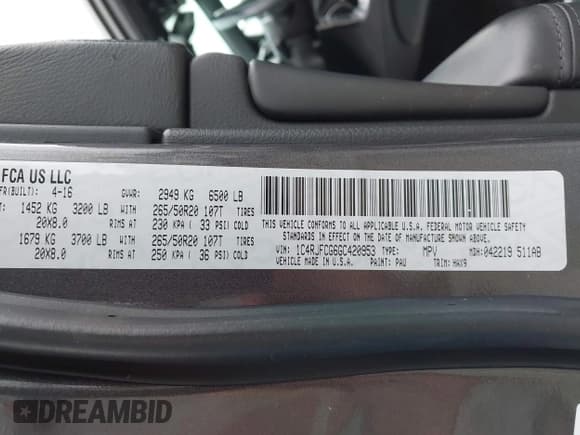 FCA US LLC
FR(BUILT): 4-16 GVWR: 2949 KG 6500 LB
1452 KG 3200 LB WITH 265/50R20 107T TIRES
20X8.0 RIMS AT 230 KPA ( 33 PSI) COLD
1679 KG 3700 LB WITH 265/50R20 107T TIRES
20X8.0 RIMS AT 250 KPA ( 36 PSI) COLD
THIS VEHICLE CONFORMS TO ALL APPLICABLE U.S.A. FEDERAL MOTOR VEHICLE SAFETY
STANDARDS IN EFFECT ON THE DATE OF MANUFACTURE SHOWN ABOVE.
VIN: 1C4RJFCG6GC420953 TYPE: MPV MDH: 042219 511AB
VEHICLE MADE IN U.S.A. PAINT: PAU TRIM: HAX9
DREAMBID